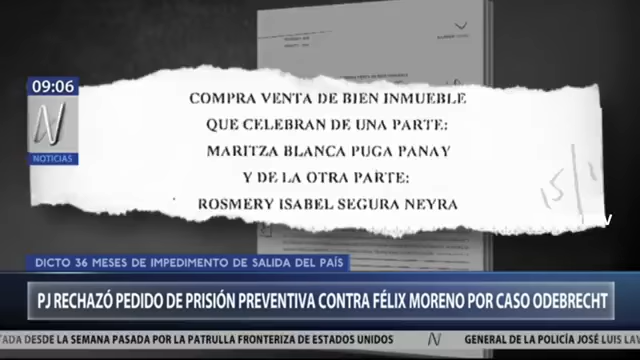 09:06
N
NOTICIAS
COMPRA VENTA DE BIEN INMUEBLE
QUE CELEBRAN DE UNA PARTE:
MARITZA BLANCA PUGA PANAY
Y DE LA OTRA PARTE:
ROSMERY ISABEL SEGURA NEYRA
DICTO 36 MESES DE IMPEDIMENTO DE SALIDA DEL PAÍS
PJ RECHAZÓ PEDIDO DE PRISIÓN PREVENTIVA CONTRA FÉLIX MORENO POR CASO ODEBRECHT
TADA DESDE LA SEMANA PASADA POR LA PATRULLA FRONTERIZA DE ESTADOS UNIDOS N GENERAL DE LA POLICÍA JOSÉ LUIS LA